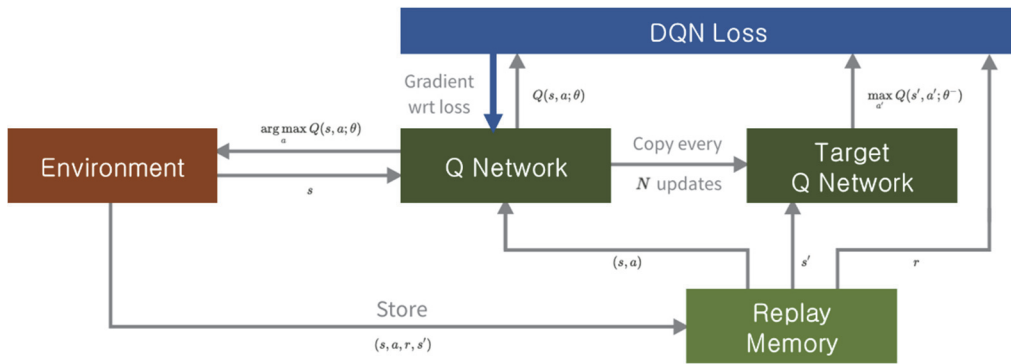 DQN Loss
Gradient
wrt loss
Q(s, a; θ)
max Q(s′, a′; θ⁻)
a′
arg max Q(s, a; θ)
a
Environment
s
Q Network
Copy every
N updates
Target
Q Network
(s, a)
s′
r
Store
(s, a, r, s′)
Replay
Memory